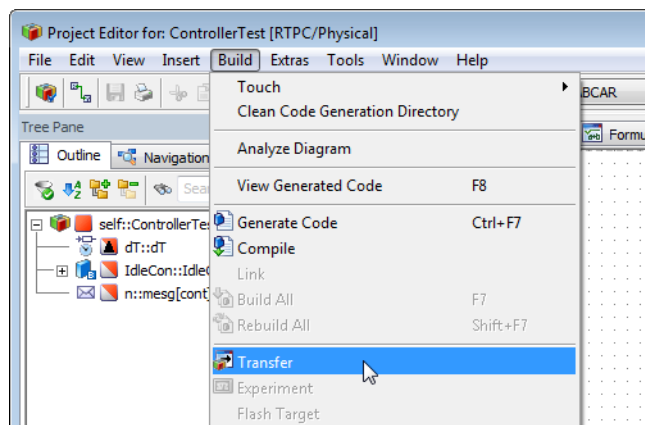 Project Editor for: ControllerTest [RTPC/Physical]
File Edit View Insert Build Extras Tools Window Help
Touch
Clean Code Generation Directory
Analyze Diagram
View Generated Code F8
Generate Code Ctrl+F7
Compile
Link
Build All F7
Rebuild All Shift+F7
Transfer
Experiment
Flash Target
Tree Pane
Outline Navigation
Sea
self::ControllerTe
dT::dT
IdleCon::Idle
n::mesg[cont]
BCAR
Formu